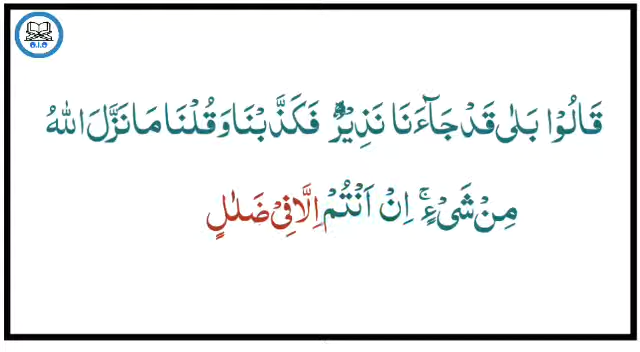 قَالُوْا بَلٰى قَدْ جَآءَنَا نَذِيْرٌ ۙ فَكَذَّبْنَا وَ قُلْنَا مَا نَزَّلَ اللّٰهُ
مِنْ شَیْءٍ ۚ اِنْ اَنْتُمْ اِلَّا فِیْ ضَلٰلٍ